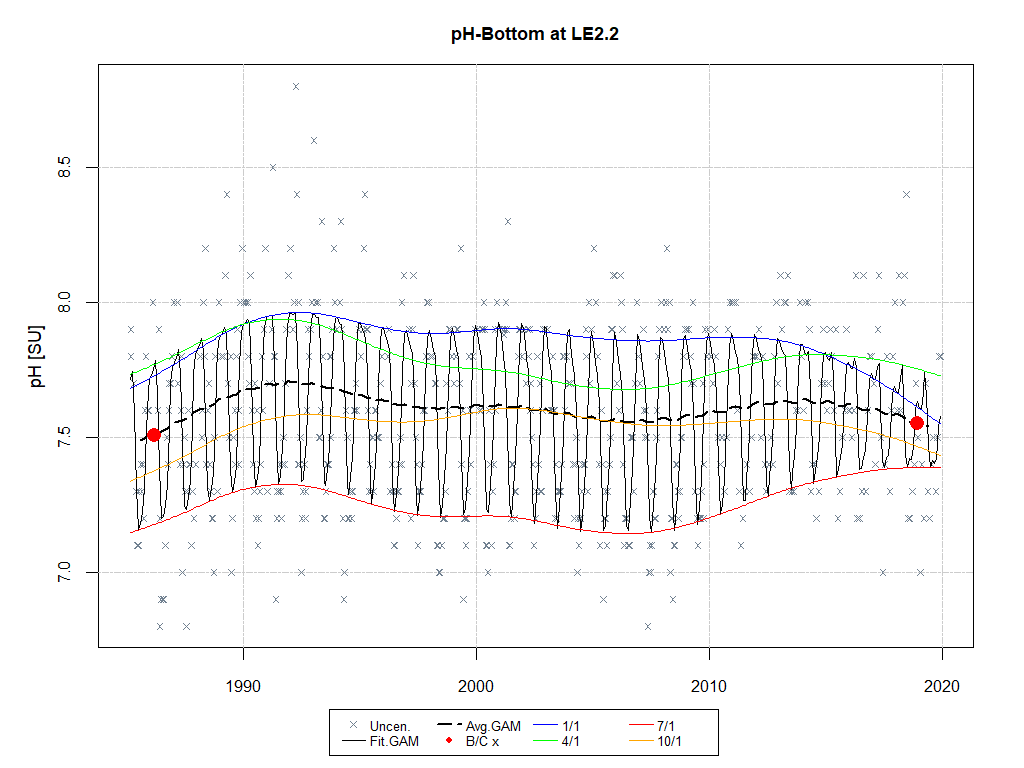 pH-Bottom at LE2.2
pH [SU]
8.5
8.0
7.5
7.0
1990 2000 2010 2020
Uncen. Avg.GAM 1/1 7/1
Fit.GAM B/C x 4/1 10/1